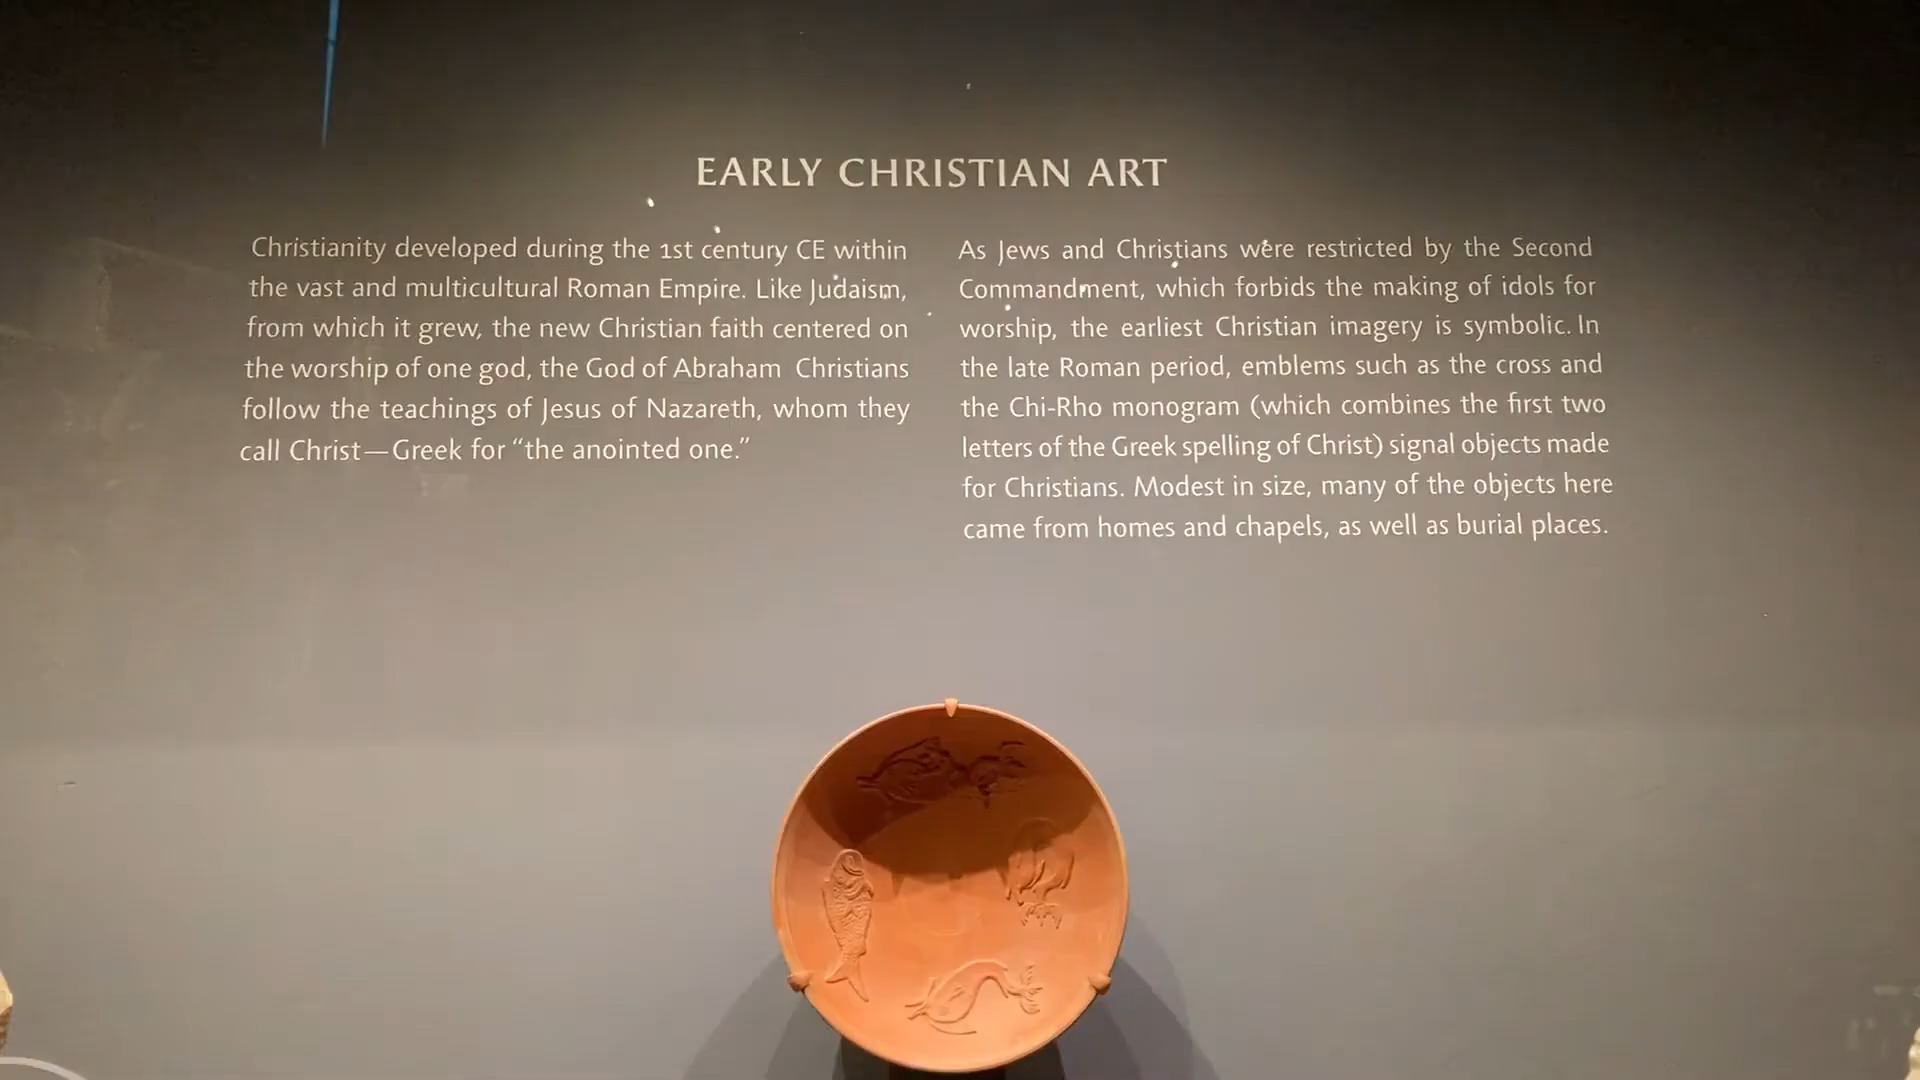 EARLY CHRISTIAN ART
Christianity developed during the 1st century CE within
the vast and multicultural Roman Empire. Like Judaism,
from which it grew, the new Christian faith centered on
the worship of one god, the God of Abraham  Christians
follow the teachings of Jesus of Nazareth, whom they
call Christ—Greek for “the anointed one.”
As Jews and Christians were restricted by the Second
Commandment, which forbids the making of idols for
worship, the earliest Christian imagery is symbolic. In
the late Roman period, emblems such as the cross and
the Chi-Rho monogram (which combines the first two
letters of the Greek spelling of Christ) signal objects made
for Christians. Modest in size, many of the objects here
came from homes and chapels, as well as burial places.